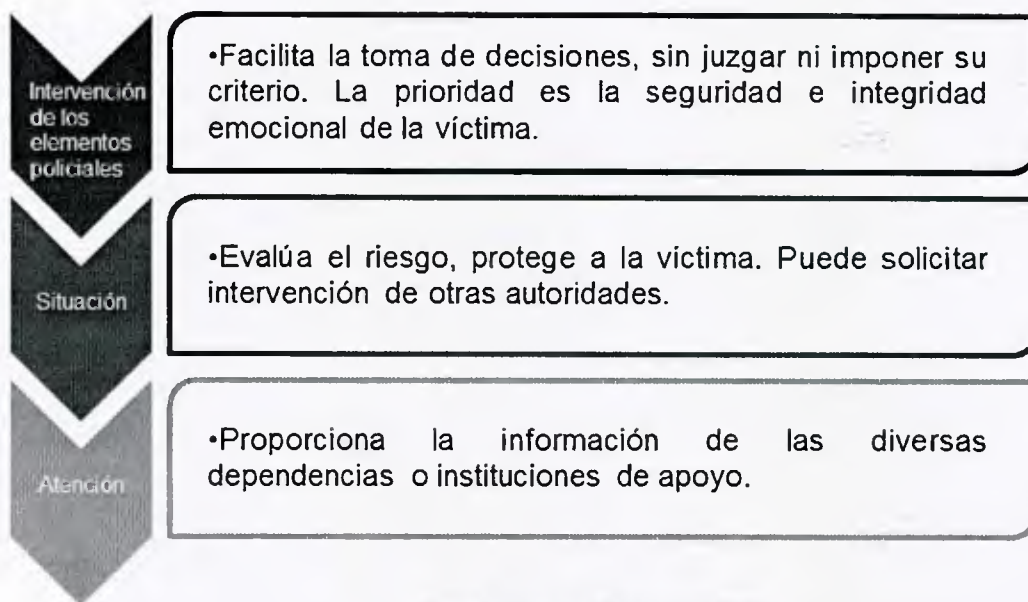 Intervención
de los
elementos
policiales
•Facilita la toma de decisiones, sin juzgar ni imponer su
criterio. La prioridad es la seguridad e integridad
emocional de la víctima.
Situación
•Evalúa el riesgo, protege a la víctima. Puede solicitar
intervención de otras autoridades.
Atención
•Proporciona la información de las diversas
dependencias o instituciones de apoyo.